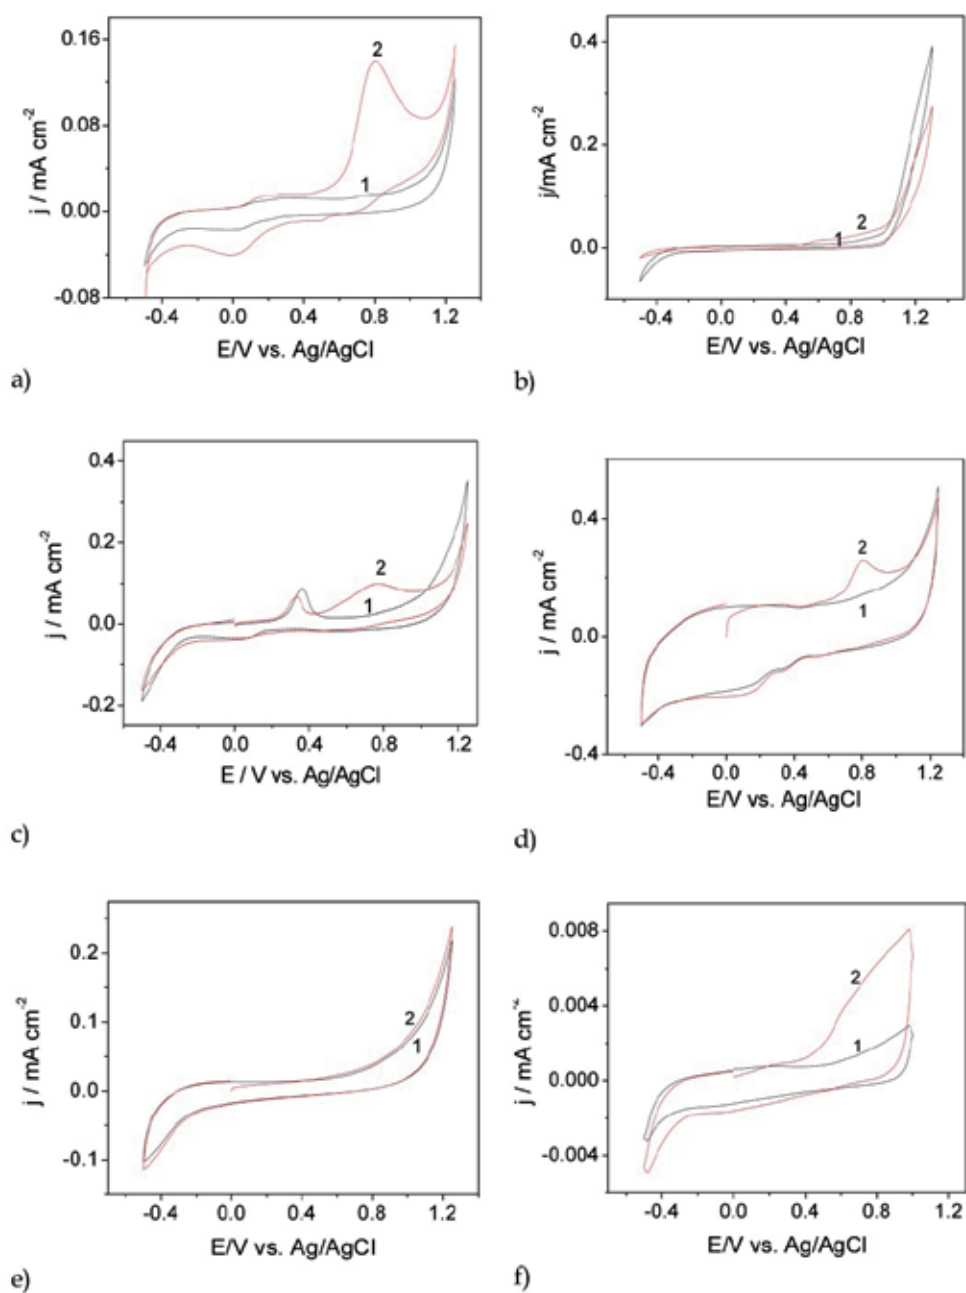 0.16
0.08
0.00
-0.08
j / mA cm⁻²
2
1
-0.4 0.0 0.4 0.8 1.2
E/V vs. Ag/AgCl
a)
0.4
0.2
0.0
j/mA cm⁻²
2
1
-0.4 0.0 0.4 0.8 1.2
E/V vs. Ag/AgCl
b)
0.4
0.2
0.0
-0.2
j / mA cm⁻²
2
1
-0.4 0.0 0.4 0.8 1.2
E / V vs. Ag/AgCl
c)
0.4
0.0
-0.4
j / mA cm⁻²
2
1
-0.4 0.0 0.4 0.8 1.2
E/V vs. Ag/AgCl
d)
0.2
0.1
0.0
-0.1
j / mA cm⁻²
2
1
-0.4 0.0 0.4 0.8 1.2
E/V vs. Ag/AgCl
e)
0.008
0.004
0.000
-0.004
j / mA cm⁻²
2
1
-0.4 0.0 0.4 0.8 1.2
E/V vs. Ag/AgCl
f)